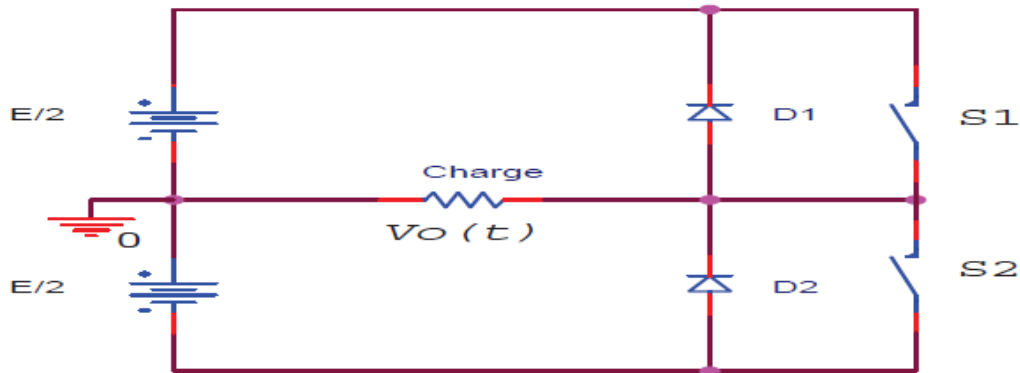 E/2
D1
S1
Charge
Vo(t)
0
E/2
D2
S2